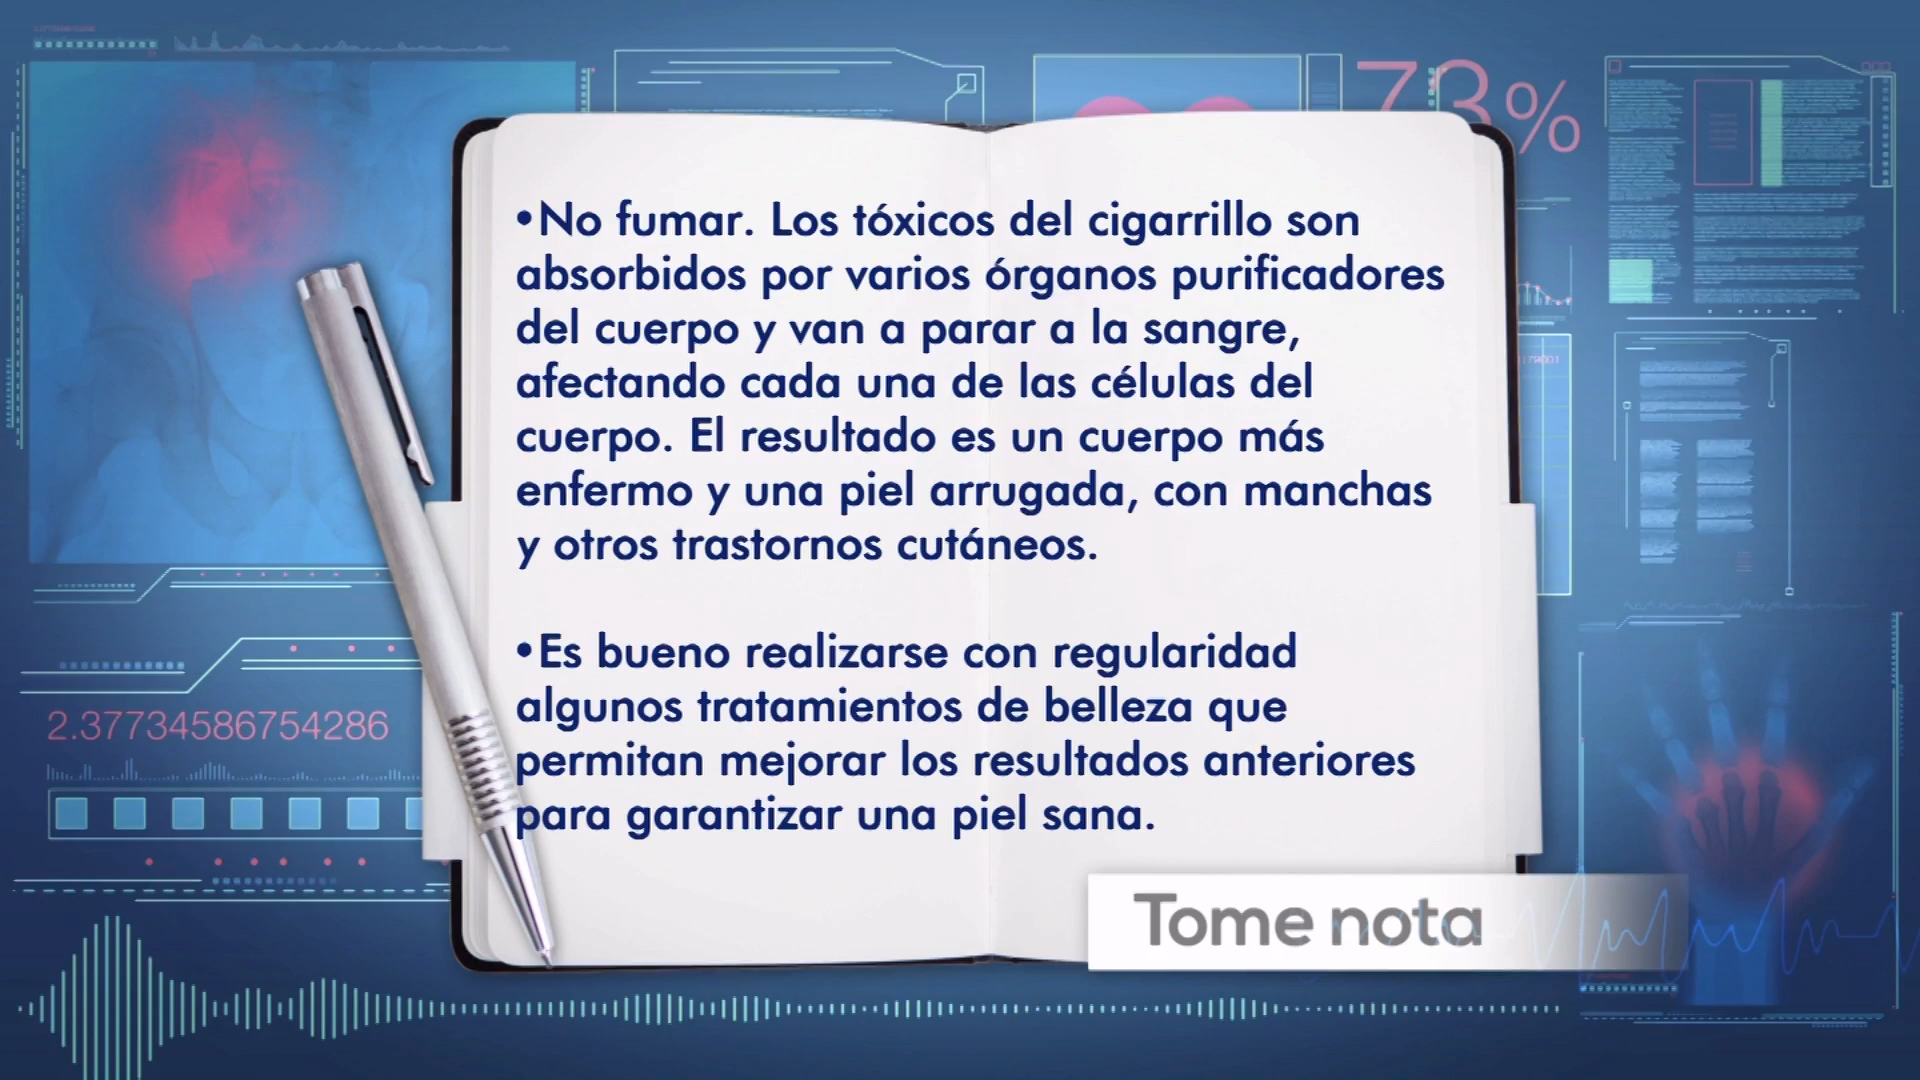 73%
•No fumar. Los tóxicos del cigarrillo son
absorbidos por varios órganos purificadores
del cuerpo y van a parar a la sangre,
afectando cada una de las células del
cuerpo. El resultado es un cuerpo más
enfermo y una piel arrugada, con manchas
y otros trastornos cutáneos.
•Es bueno realizarse con regularidad
algunos tratamientos de belleza que
permitan mejorar los resultados anteriores
para garantizar una piel sana.
2.37734586754286
Tome nota